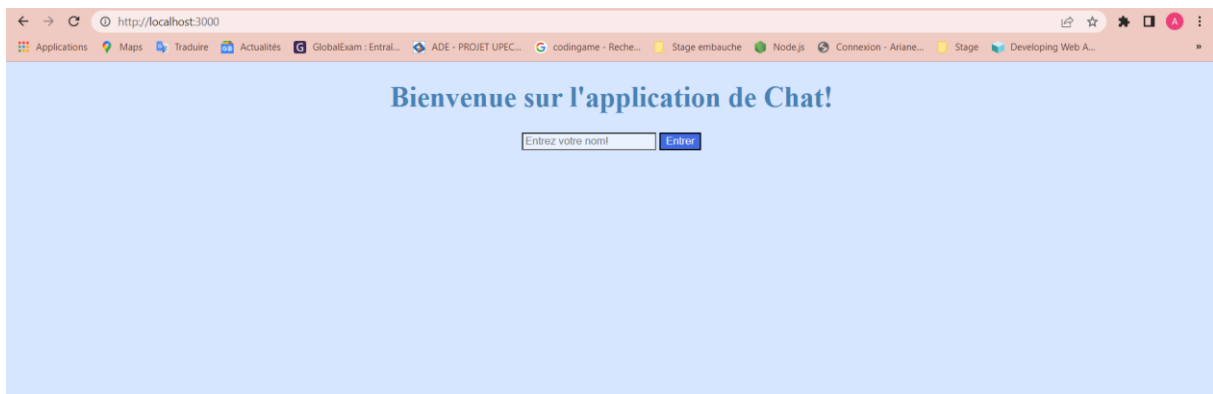 http://localhost:3000
A
Applications Maps Traduire Actualités GlobalExam : Entraî... ADE - PROJET UPEC... codingame - Reche... Stage embauche Node.js Connexion - Ariane... Stage Developing Web A... »
Bienvenue sur l'application de Chat!
Entrez votre nom! Entrer